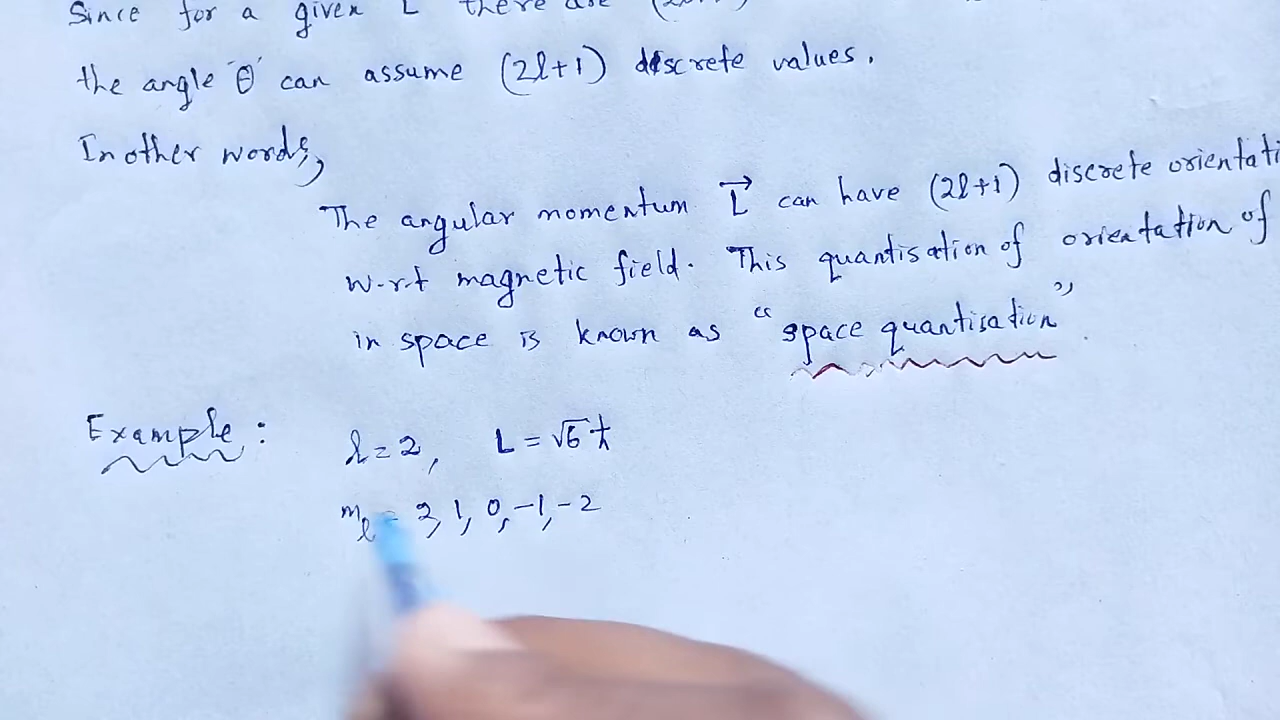 Since for a given L there are
the angle 'θ' can assume (2l+1) discrete values.
In other words,
The angular momentum L⃗ can have (2l+1) discrete orientati
w.r.t magnetic field. This quantisation of orientation of
in space is known as "space quantisation"
Example: l = 2, L = √6 ħ
m_l = 2, 1, 0, -1, -2